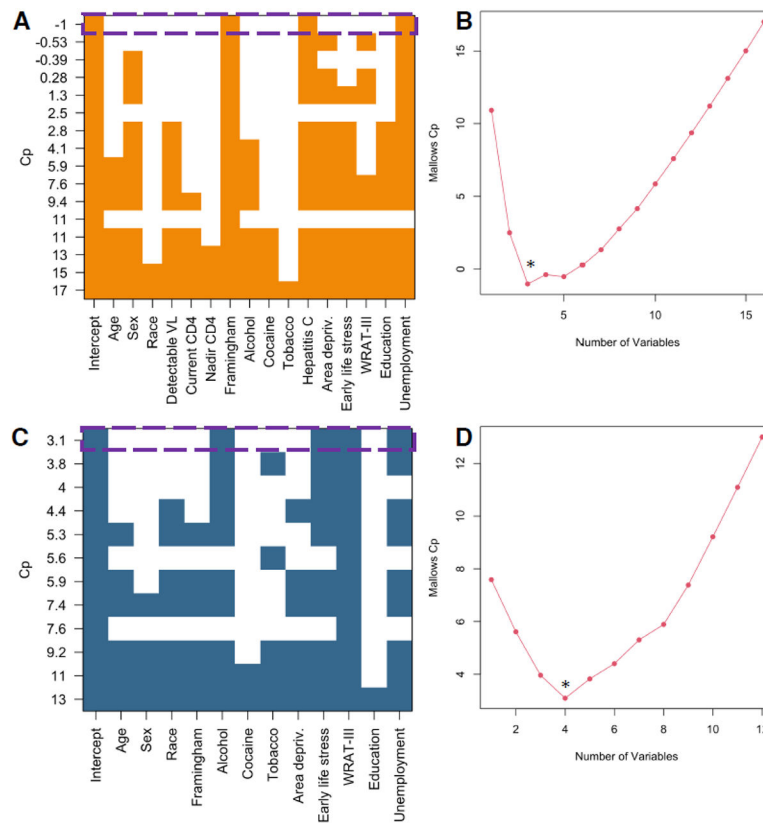 A
Cp
-1
-0.53
-0.39
0.28
1.3
2.5
2.8
4.1
5.9
7.6
9.4
11
11
13
15
17
Intercept
Age
Sex
Race
Detectable VL
Current CD4
Nadir CD4
Framingham
Alcohol
Cocaine
Tobacco
Hepatitis C
Area depriv.
Early life stress
WRAT-III
Education
Unemployment
B
Mallows Cp
15
10
5
0
*
5
10
15
Number of Variables
C
Cp
3.1
3.8
4
4.4
5.3
5.6
5.9
7.4
7.6
9.2
11
13
Intercept
Age
Sex
Race
Framingham
Alcohol
Cocaine
Tobacco
Area depriv.
Early life stress
WRAT-III
Education
Unemployment
D
Mallows Cp
12
10
8
6
4
*
2
4
6
8
10
12
Number of Variables